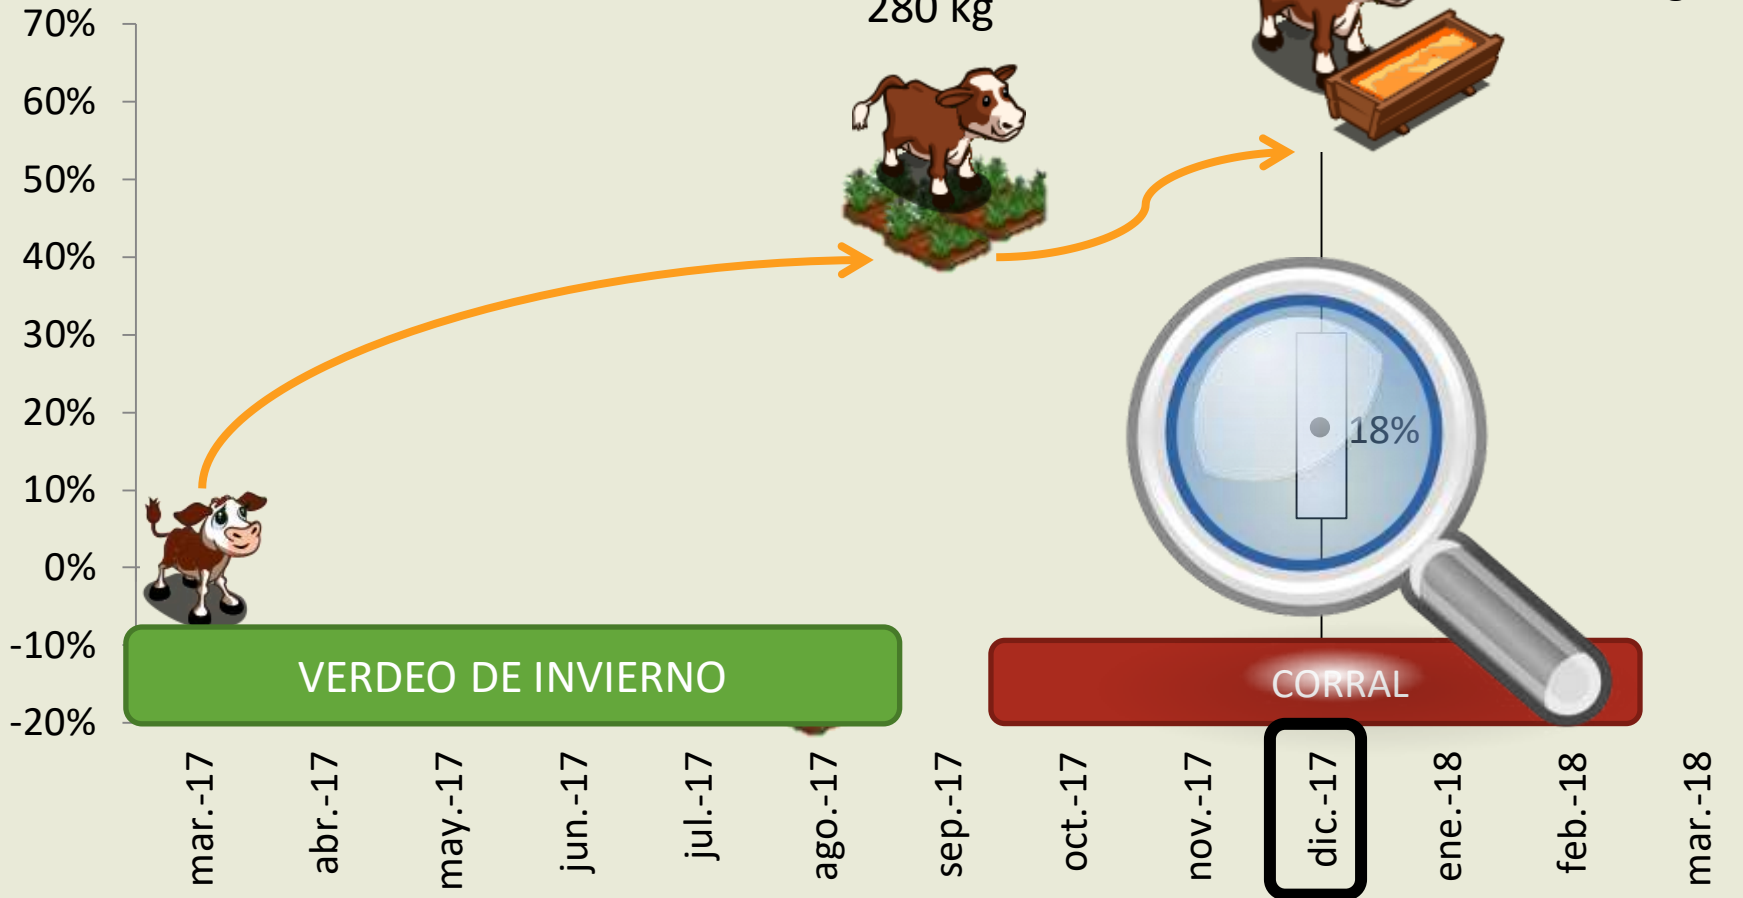 280 kg
70%
60%
50%
40%
30%
20%
10%
0%
-10%
-20%
18%
VERDEO DE INVIERNO
CORRAL
mar.-17
abr.-17
may.-17
jun.-17
jul.-17
ago.-17
sep.-17
oct.-17
nov.-17
dic.-17
ene.-18
feb.-18
mar.-18